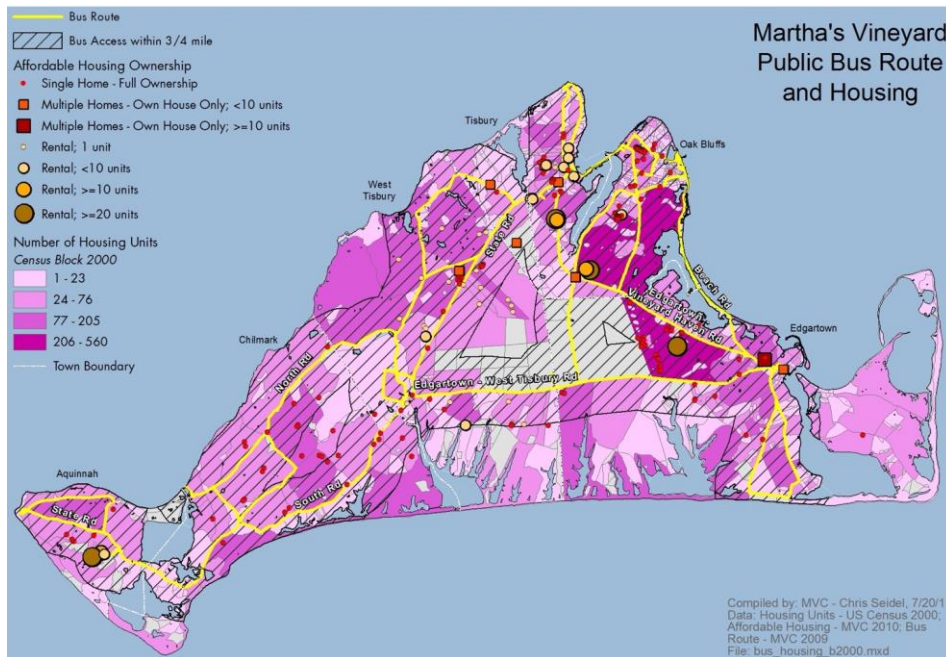 Bus Route
Bus Access within 3/4 mile
Affordable Housing Ownership
Single Home - Full Ownership
Multiple Homes - Own House Only; <10 units
Multiple Homes - Own House Only; >=10 units
Rental; 1 unit
Rental; <10 units
Rental; >=10 units
Rental; >=20 units
Number of Housing Units
Census Block 2000
1 - 23
24 - 76
77 - 205
206 - 560
Town Boundary
Martha's Vineyard
Public Bus Route
and Housing
Tisbury
Oak Bluffs
West
Tisbury
State Rd
Beach Rd
Edgartown -
Vineyard Haven Rd
Edgartown
Chilmark
North Rd
Edgartown - West Tisbury Rd
Aquinnah
South Rd
State Rd
Compiled by: MVC - Chris Seidel, 7/20/1
Data: Housing Units - US Census 2000;
Affordable Housing - MVC 2010; Bus
Route - MVC 2009
File: bus_housing_b2000.mxd